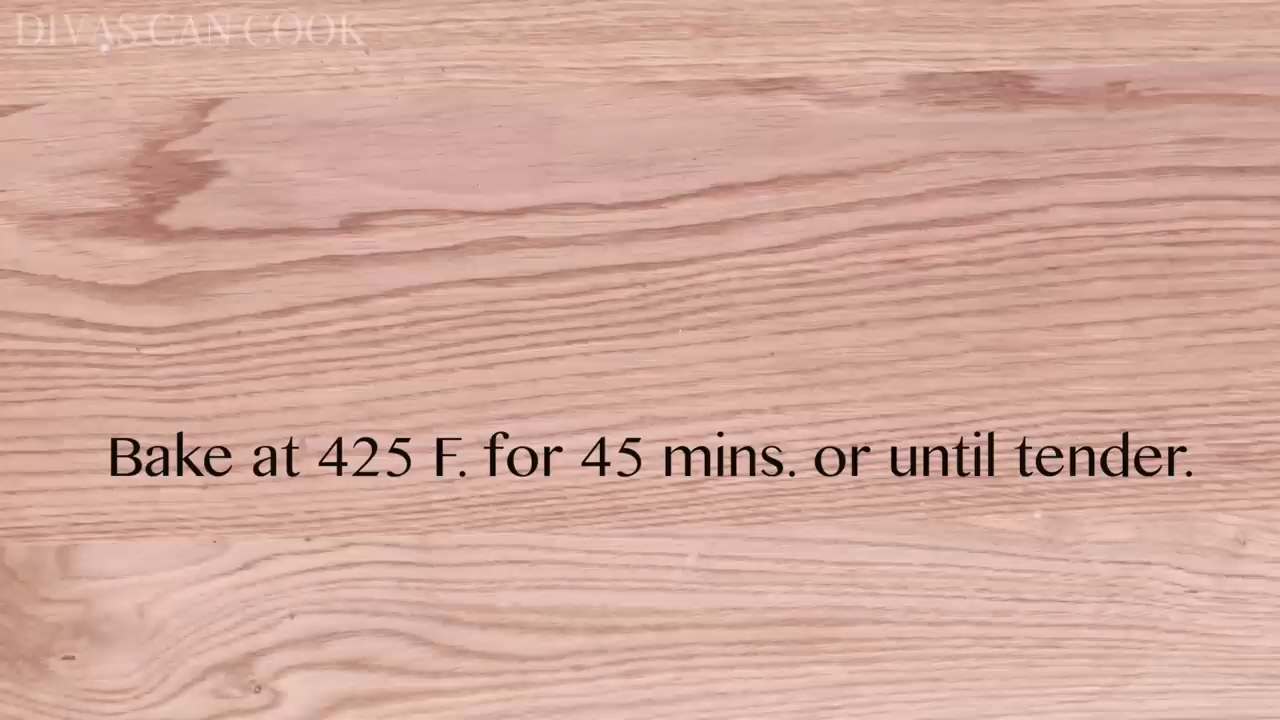 DIVAS CAN COOK
Bake at 425 F. for 45 mins. or until tender.